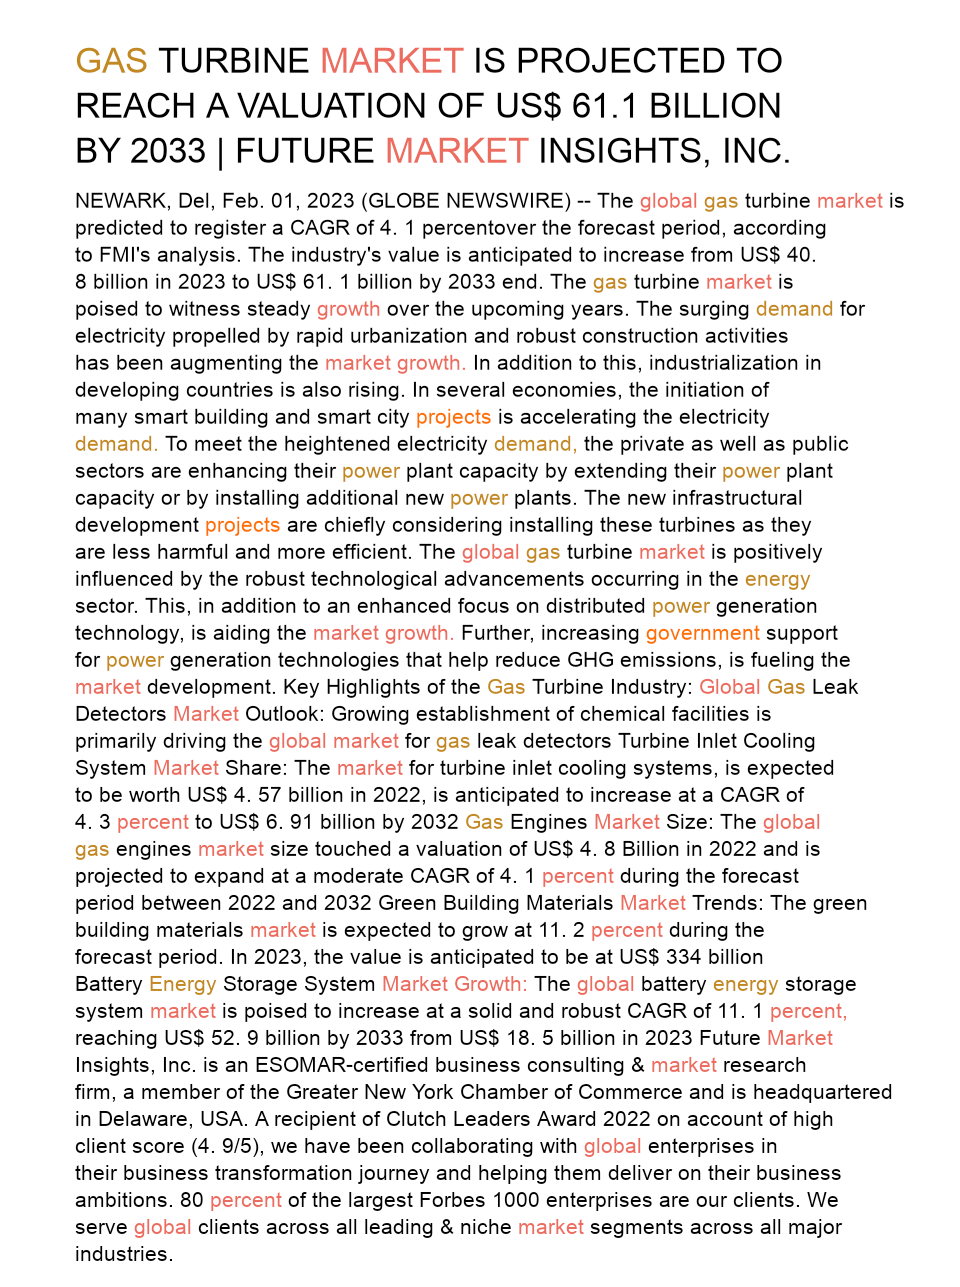 GAS TURBINE MARKET IS PROJECTED TO
REACH A VALUATION OF US$ 61.1 BILLION
BY 2033 | FUTURE MARKET INSIGHTS, INC.
NEWARK, Del, Feb. 01, 2023 (GLOBE NEWSWIRE) -- The global gas turbine market is
predicted to register a CAGR of 4. 1 percentover the forecast period, according
to FMI's analysis. The industry's value is anticipated to increase from US$ 40.
8 billion in 2023 to US$ 61. 1 billion by 2033 end. The gas turbine market is
poised to witness steady growth over the upcoming years. The surging demand for
electricity propelled by rapid urbanization and robust construction activities
has been augmenting the market growth. In addition to this, industrialization in
developing countries is also rising. In several economies, the initiation of
many smart building and smart city projects is accelerating the electricity
demand. To meet the heightened electricity demand, the private as well as public
sectors are enhancing their power plant capacity by extending their power plant
capacity or by installing additional new power plants. The new infrastructural
development projects are chiefly considering installing these turbines as they
are less harmful and more efficient. The global gas turbine market is positively
influenced by the robust technological advancements occurring in the energy
sector. This, in addition to an enhanced focus on distributed power generation
technology, is aiding the market growth. Further, increasing government support
for power generation technologies that help reduce GHG emissions, is fueling the
market development. Key Highlights of the Gas Turbine Industry: Global Gas Leak
Detectors Market Outlook: Growing establishment of chemical facilities is
primarily driving the global market for gas leak detectors Turbine Inlet Cooling
System Market Share: The market for turbine inlet cooling systems, is expected
to be worth US$ 4. 57 billion in 2022, is anticipated to increase at a CAGR of
4. 3 percent to US$ 6. 91 billion by 2032 Gas Engines Market Size: The global
gas engines market size touched a valuation of US$ 4. 8 Billion in 2022 and is
projected to expand at a moderate CAGR of 4. 1 percent during the forecast
period between 2022 and 2032 Green Building Materials Market Trends: The green
building materials market is expected to grow at 11. 2 percent during the
forecast period. In 2023, the value is anticipated to be at US$ 334 billion
Battery Energy Storage System Market Growth: The global battery energy storage
system market is poised to increase at a solid and robust CAGR of 11. 1 percent,
reaching US$ 52. 9 billion by 2033 from US$ 18. 5 billion in 2023 Future Market
Insights, Inc. is an ESOMAR-certified business consulting & market research
firm, a member of the Greater New York Chamber of Commerce and is headquartered
in Delaware, USA. A recipient of Clutch Leaders Award 2022 on account of high
client score (4. 9/5), we have been collaborating with global enterprises in
their business transformation journey and helping them deliver on their business
ambitions. 80 percent of the largest Forbes 1000 enterprises are our clients. We
serve global clients across all leading & niche market segments across all major
industries.